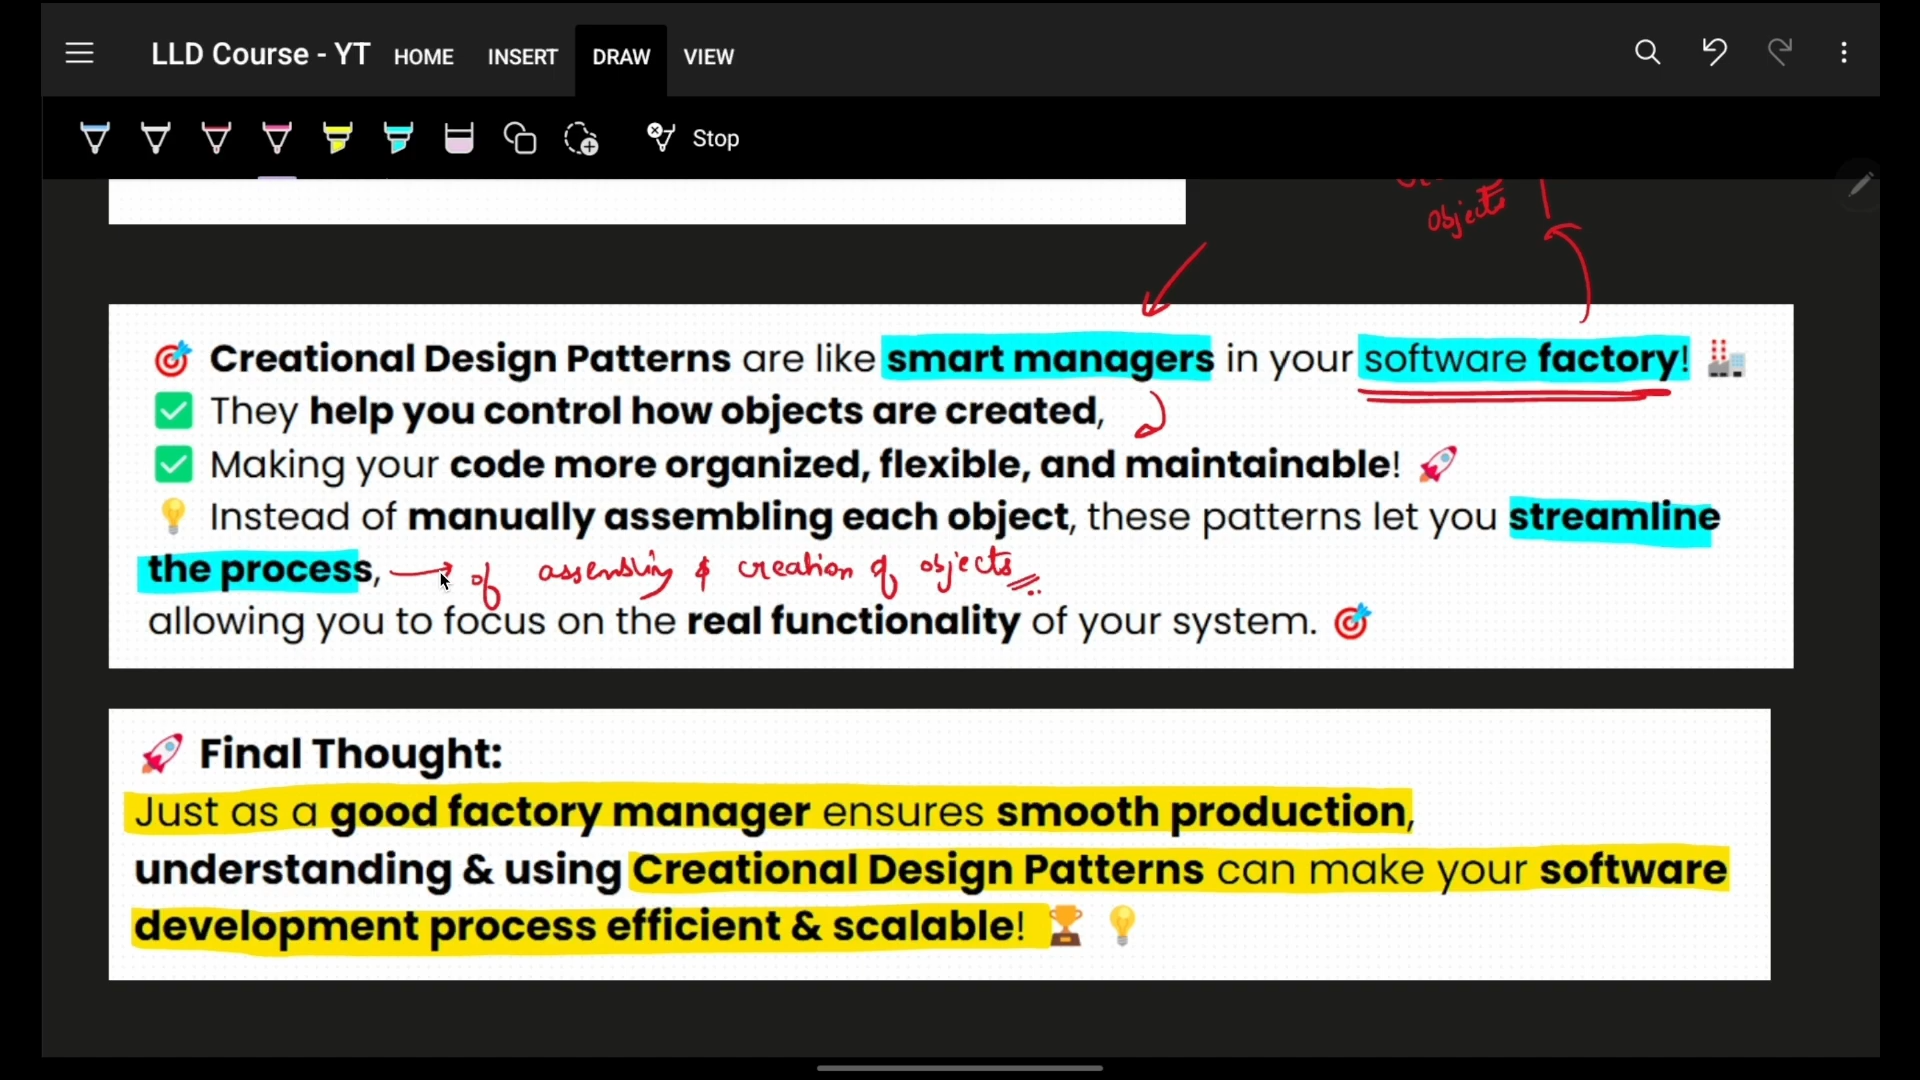 LLD Course - YT HOME INSERT DRAW VIEW
Stop
objects
🎯 Creational Design Patterns are like smart managers in your software factory! 🏭
✅ They help you control how objects are created,
✅ Making your code more organized, flexible, and maintainable! 🚀
💡 Instead of manually assembling each object, these patterns let you streamline
the process, → of assembling & creation of objects
allowing you to focus on the real functionality of your system. 🎯
🚀 Final Thought:
Just as a good factory manager ensures smooth production,
understanding & using Creational Design Patterns can make your software
development process efficient & scalable! 🏆 💡